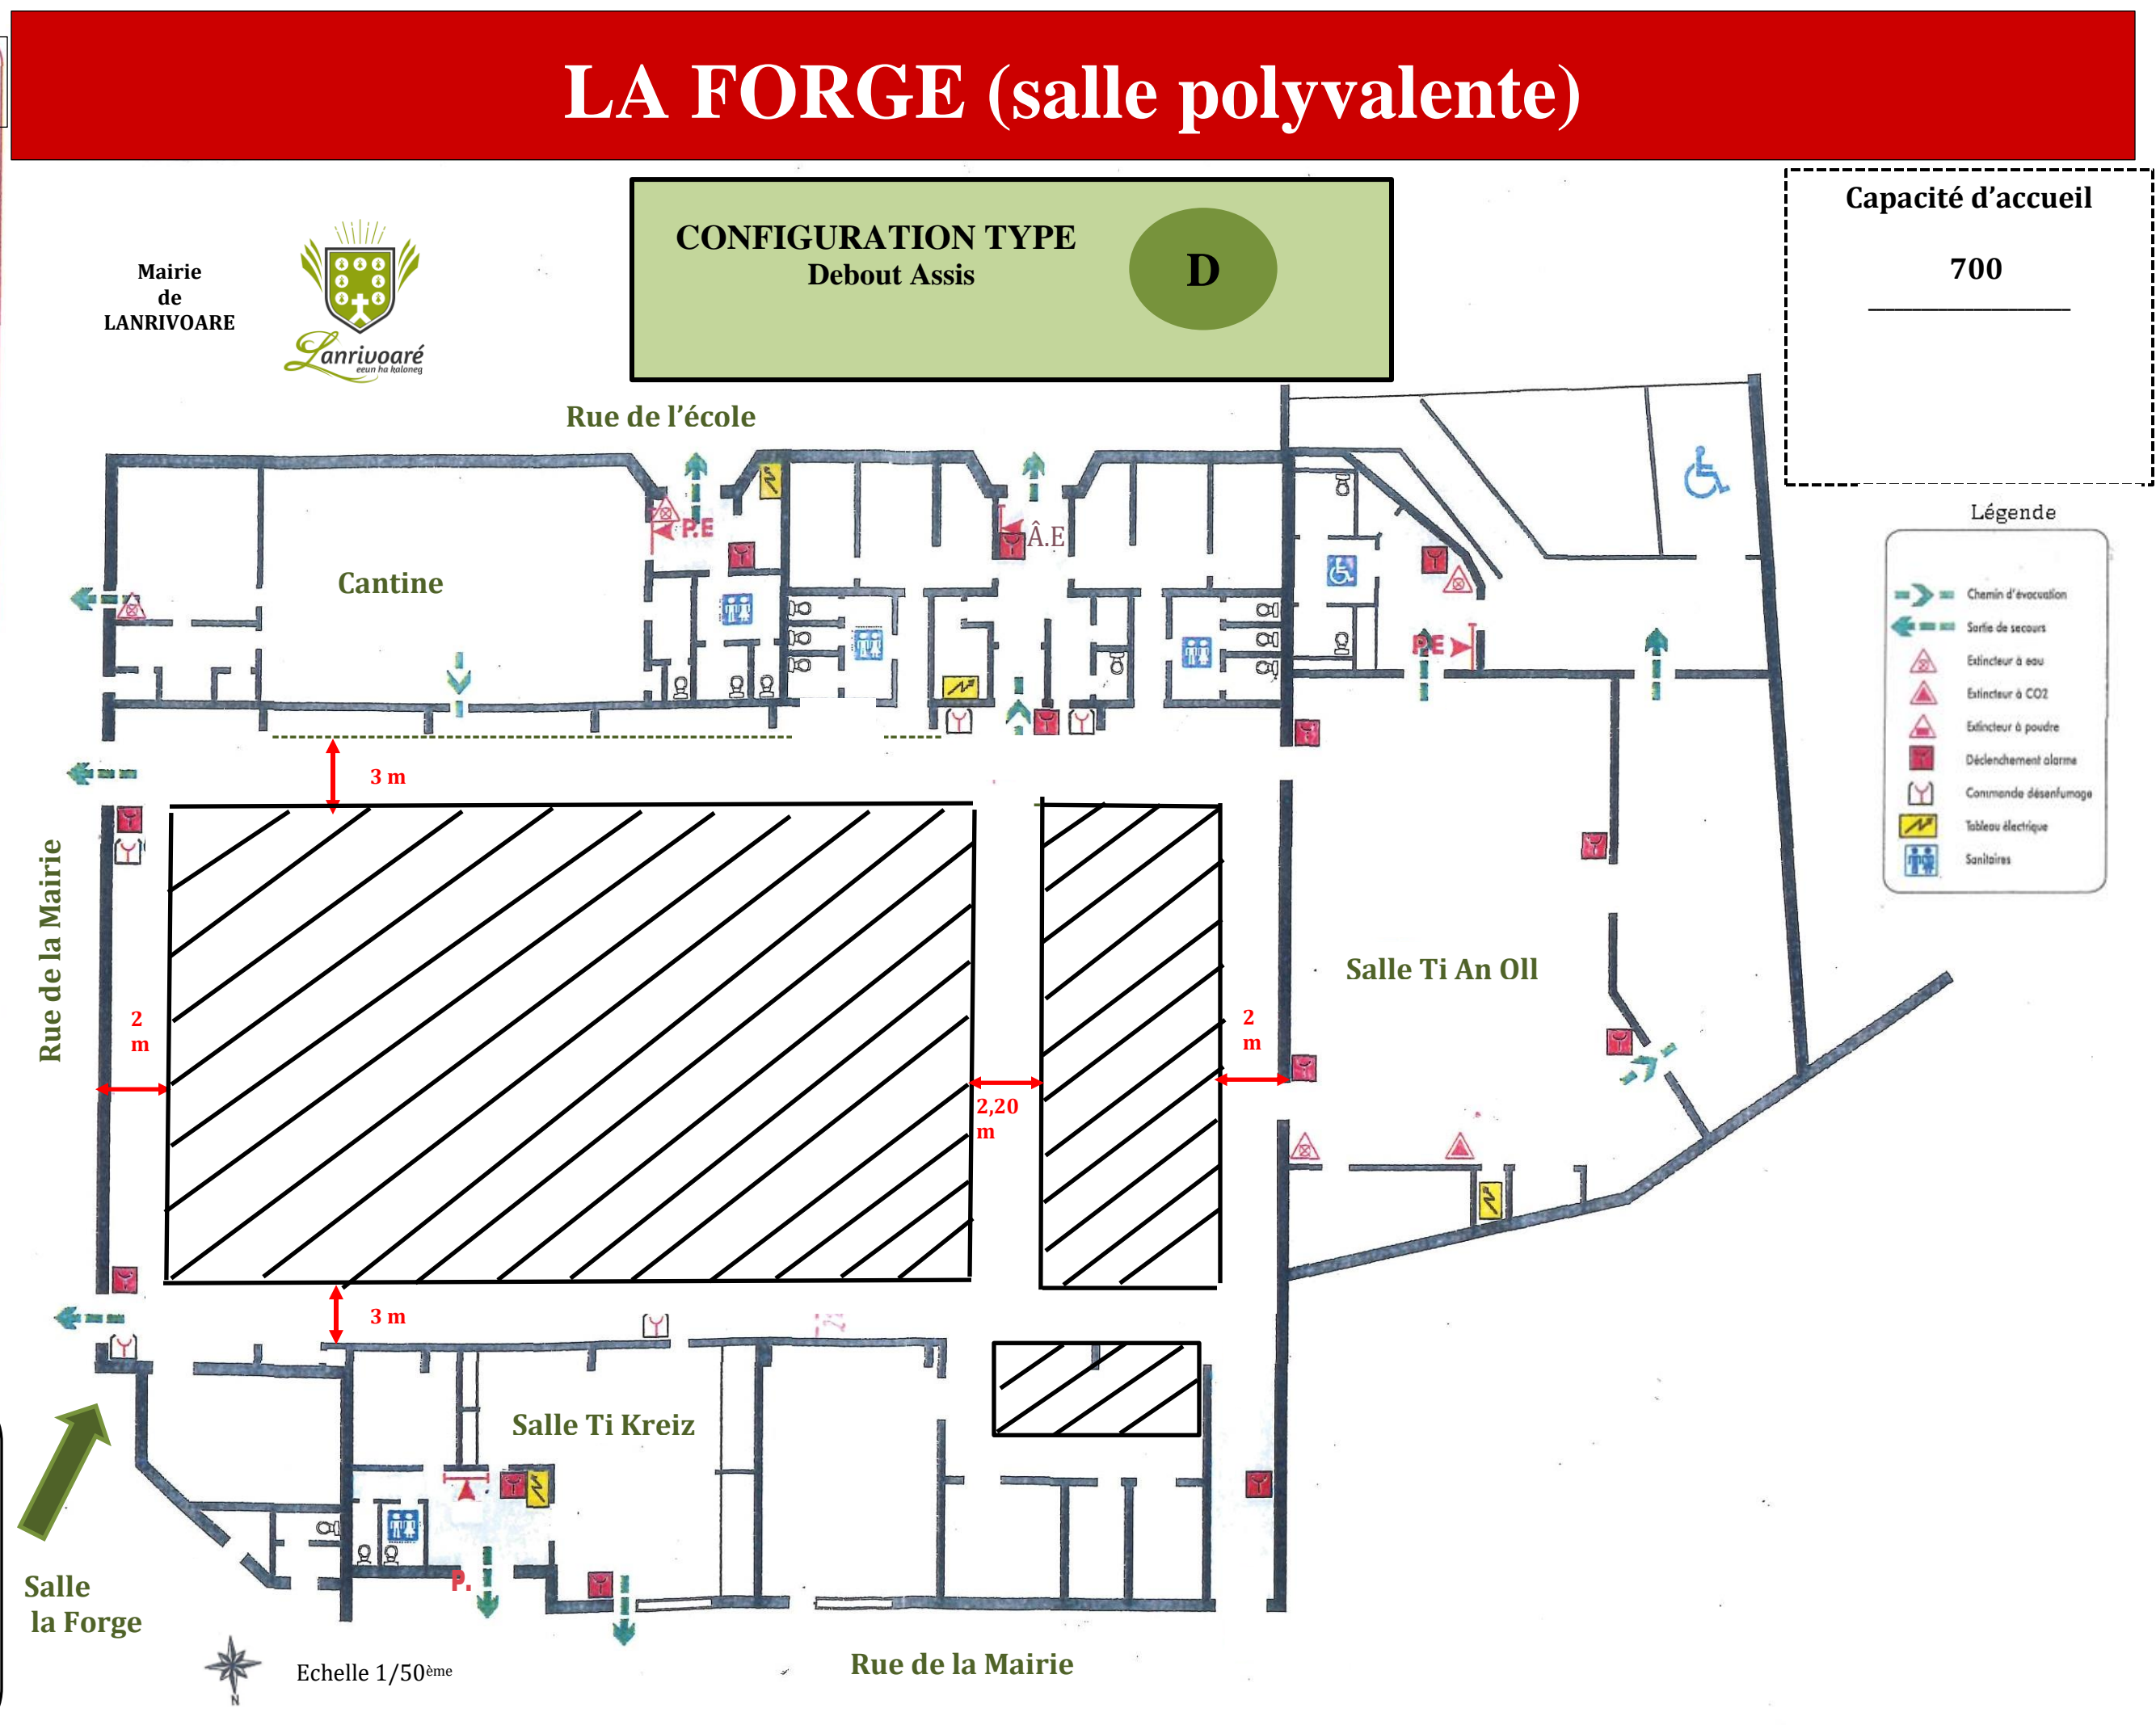 LA FORGE (salle polyvalente)
Mairie
de
LANRIVOARE
Lanrivoaré
eeun ha kaloneg
CONFIGURATION TYPE
Debout Assis
D
Capacité d’accueil
700
Rue de l’école
Légende
Chemin d'évacuation
Sortie de secours
Extincteur à eau
Extincteur à CO2
Extincteur à poudre
Déclenchement alarme
Commande désenfumage
Tableau électrique
Sanitaires
P.E
Â.E
Cantine
PE
3 m
Rue de la Mairie
2
m
2,20
m
2
m
Salle Ti An Oll
3 m
Salle Ti Kreiz
P.
Salle
la Forge
Rue de la Mairie
Echelle 1/50ème
N